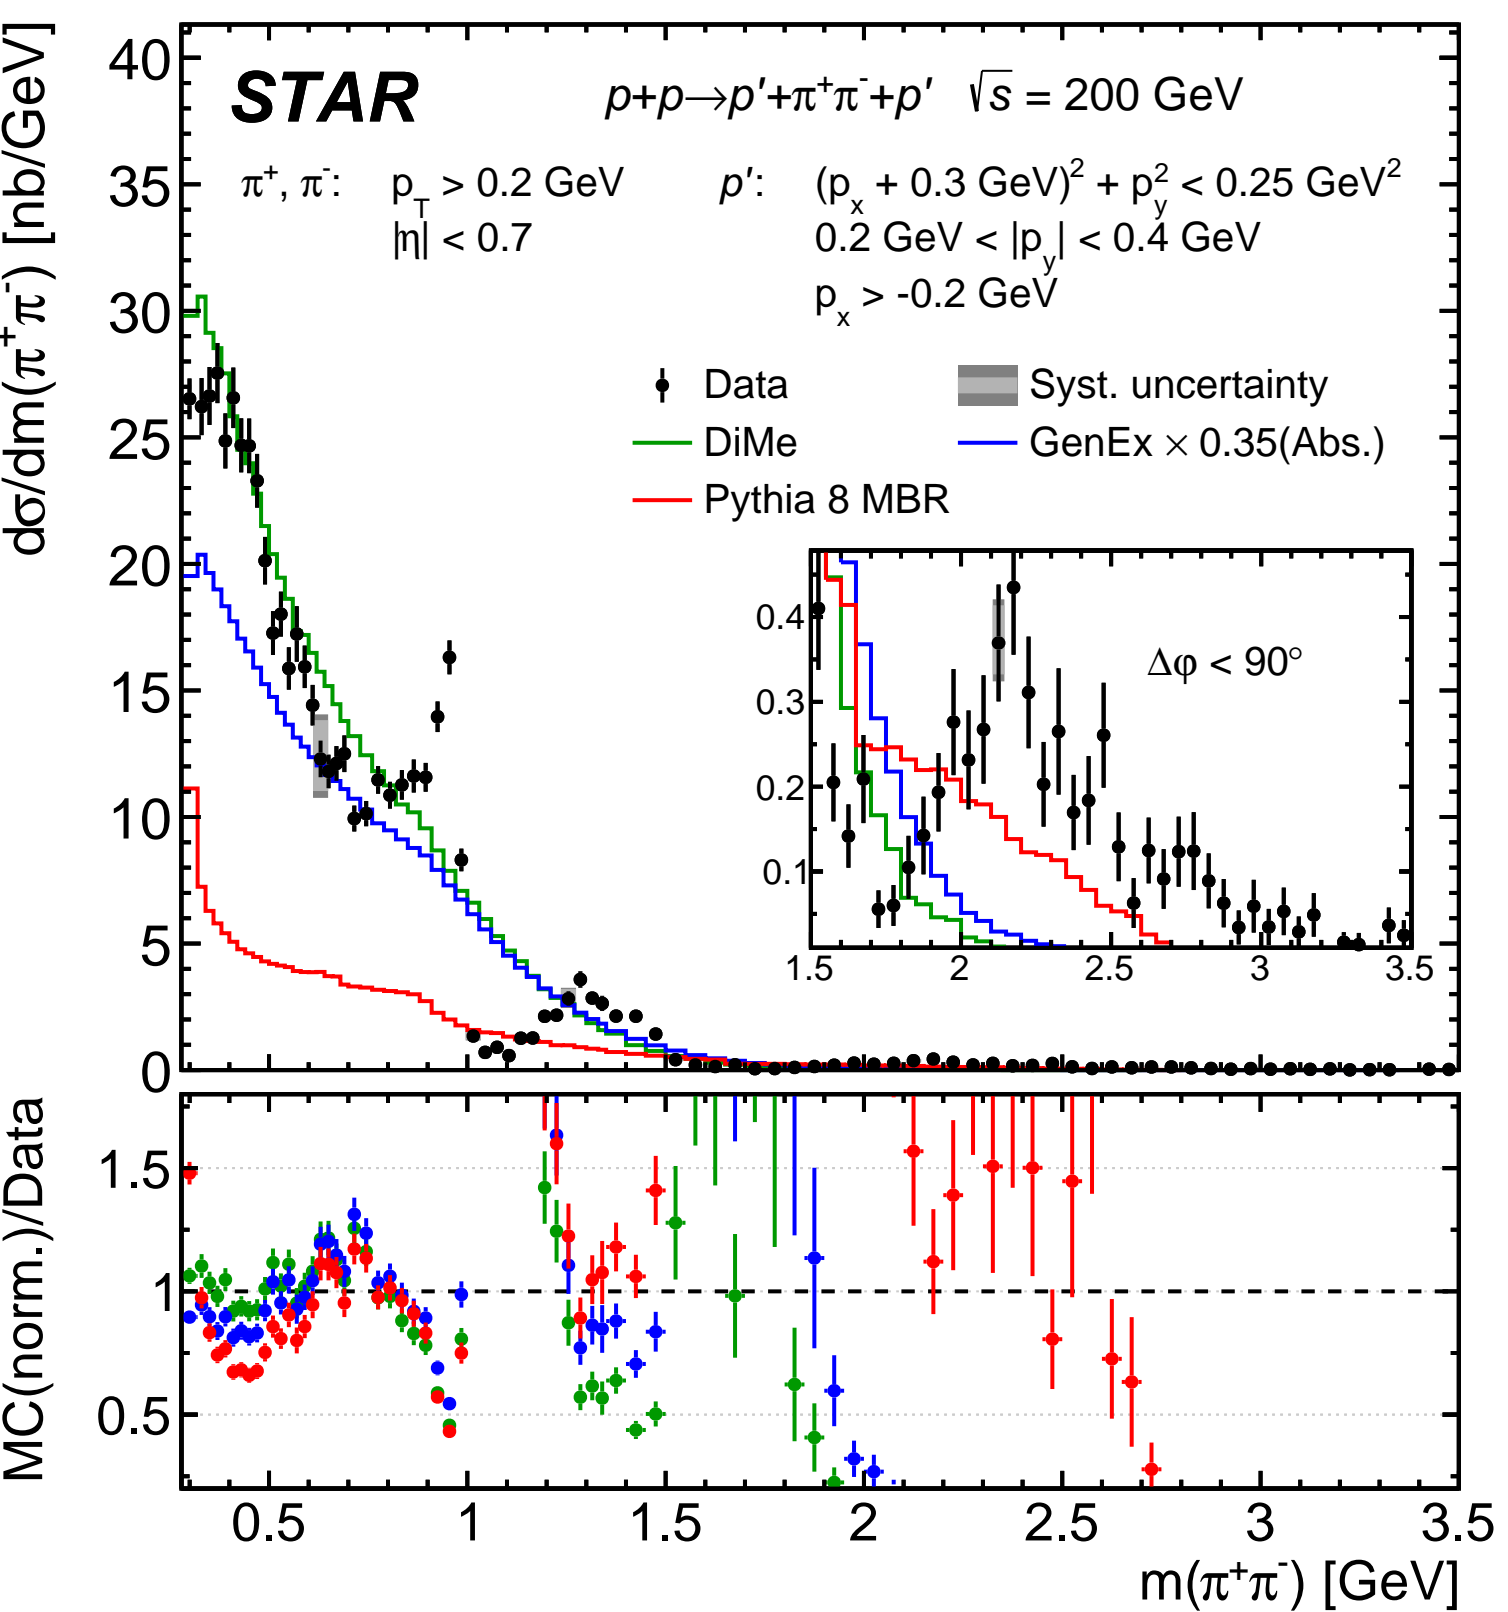 STAR
p+p→p′+π⁺π⁻+p′ √s = 200 GeV
π⁺, π⁻: p_T > 0.2 GeV p′: (p_x + 0.3 GeV)² + p_y² < 0.25 GeV²
|η| < 0.7 0.2 GeV < |p_y| < 0.4 GeV
p_x > -0.2 GeV
Data Syst. uncertainty
DiMe GenEx × 0.35(Abs.)
Pythia 8 MBR
dσ/dm(π⁺π⁻) [nb/GeV]
40
35
30
25
20
15
10
5
0
Δφ < 90°
0.4
0.3
0.2
0.1
1.5 2 2.5 3 3.5
MC(norm.)/Data
1.5
1
0.5
0.5 1 1.5 2 2.5 3 3.5
m(π⁺π⁻) [GeV]